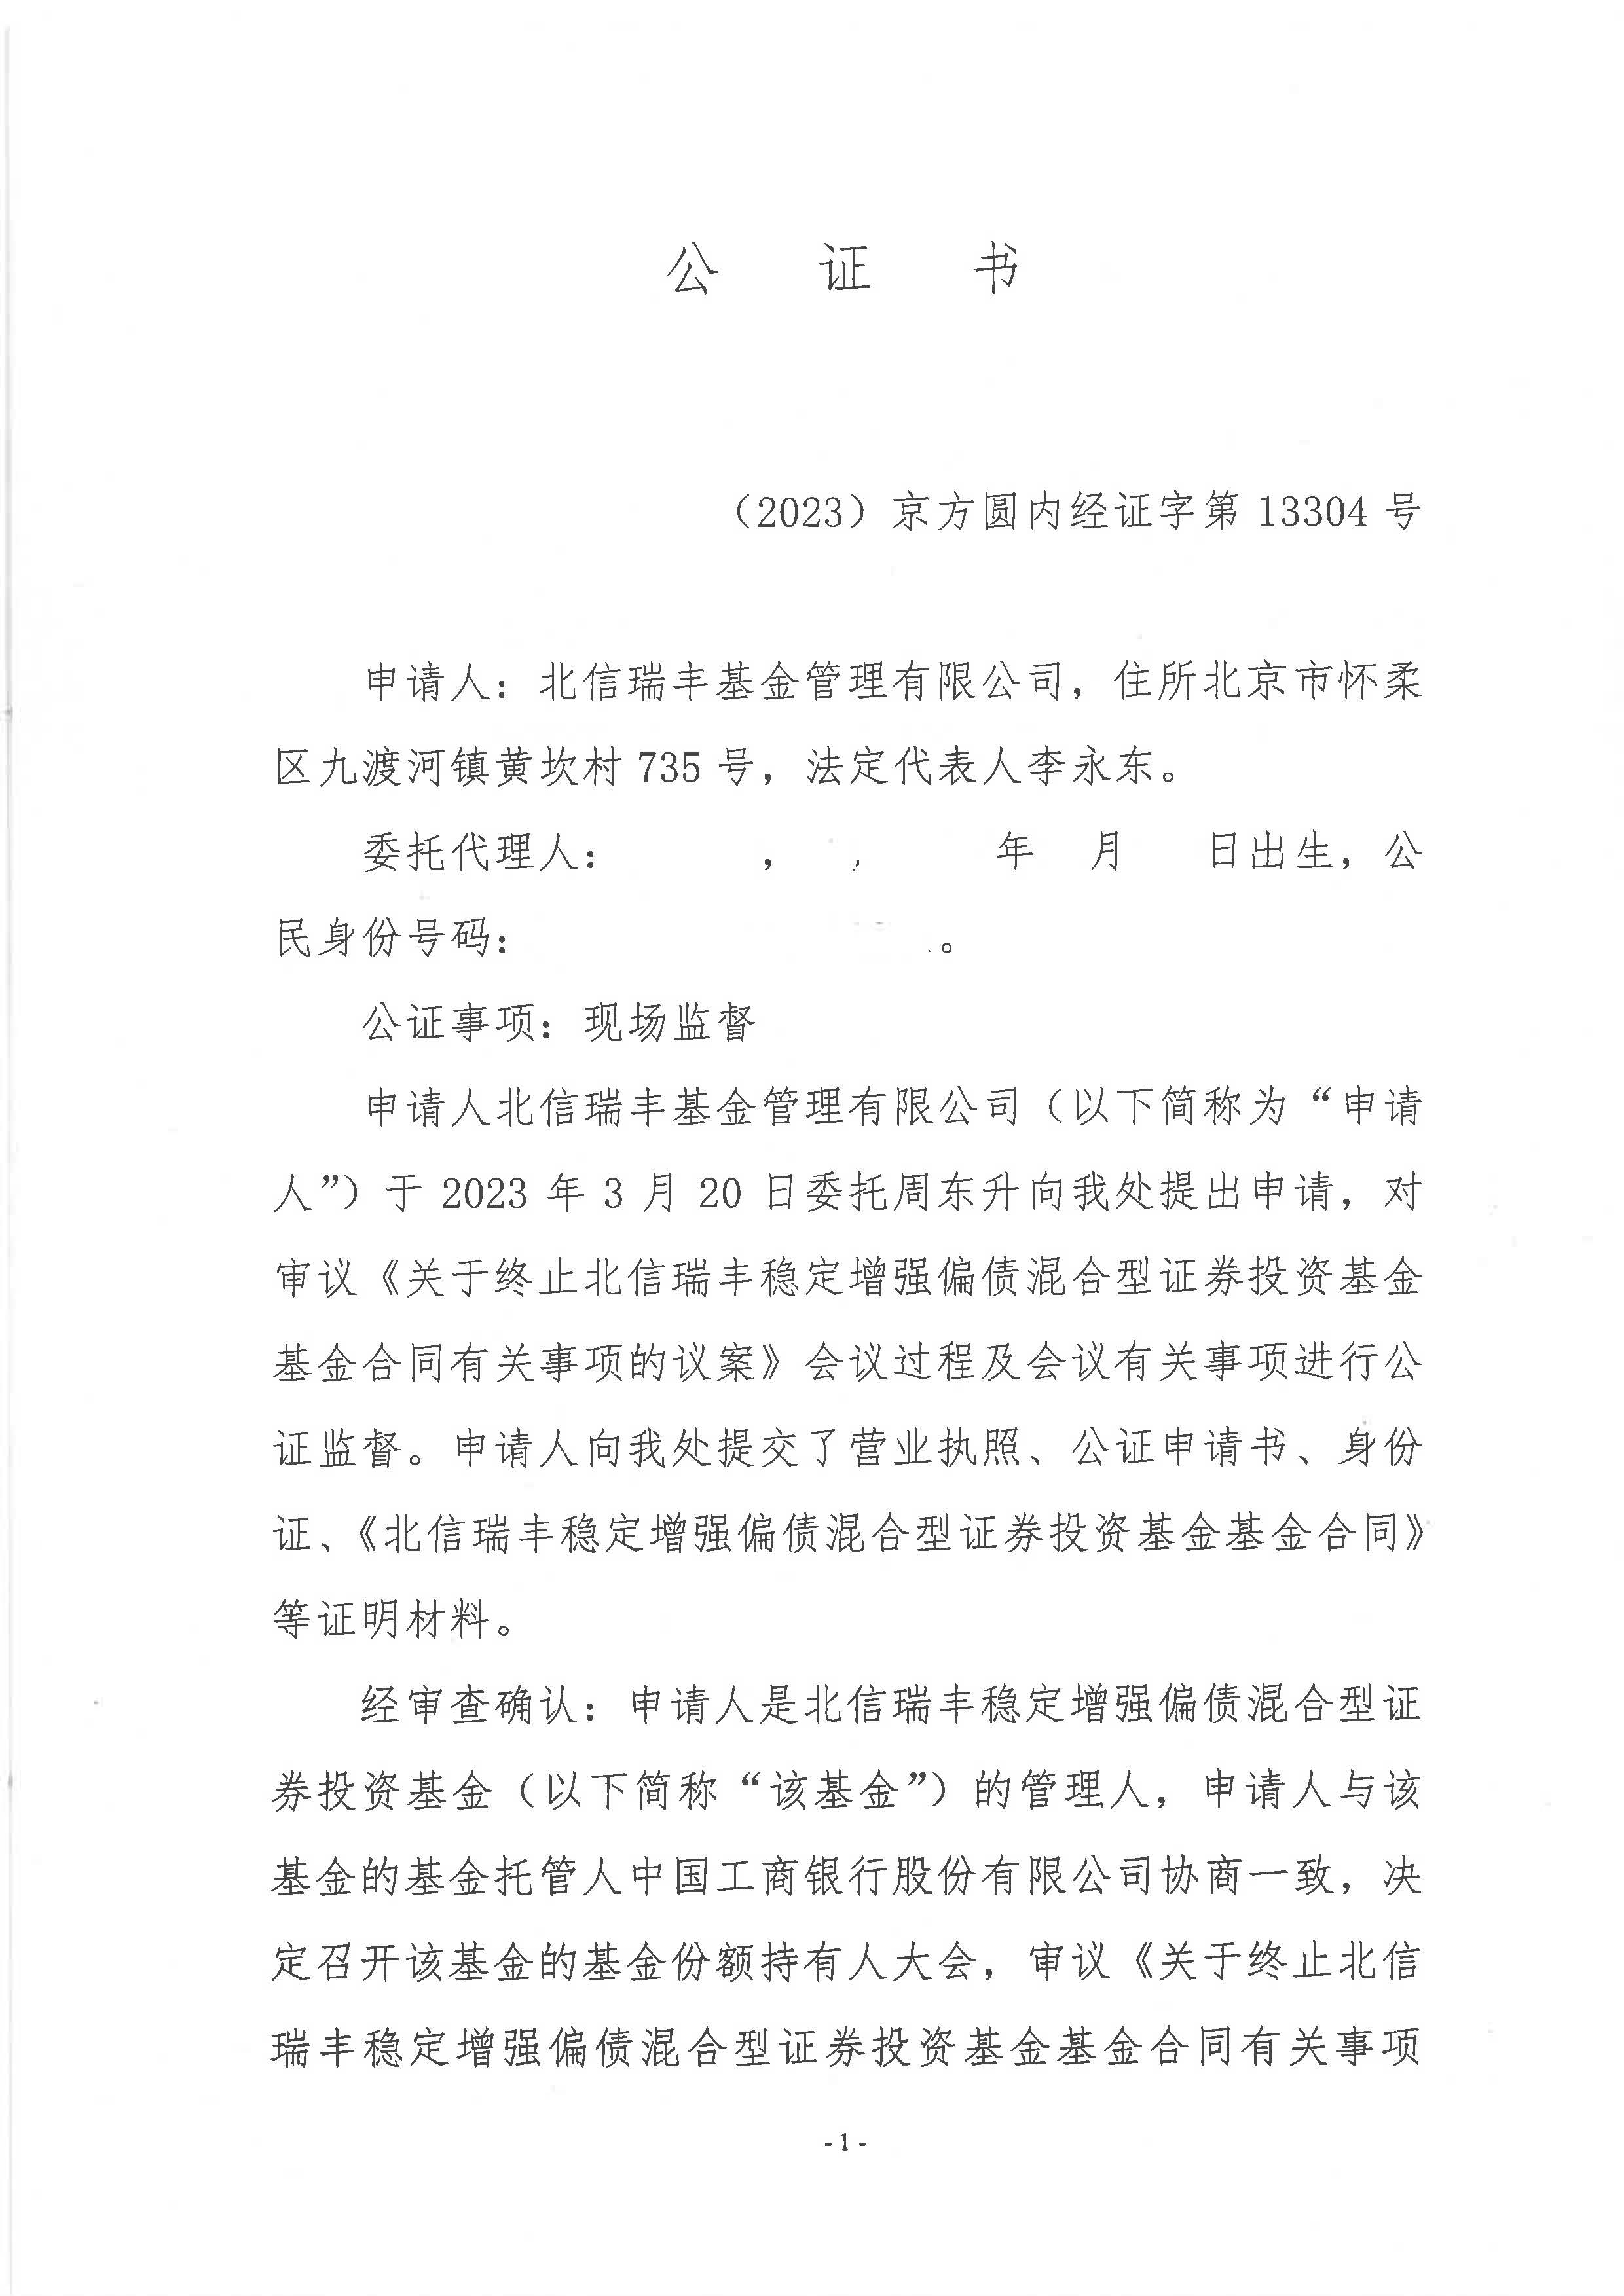 公 证 书
（2023）京方圆内经证字第 13304 号
申请人：北信瑞丰基金管理有限公司，住所北京市怀柔
区九渡河镇黄坎村 735 号，法定代表人李永东。
委托代理人： ， ， 年 月 日出生，公
民身份号码： 。
公证事项：现场监督
申请人北信瑞丰基金管理有限公司（以下简称为“申请
人”）于 2023 年 3 月 20 日委托周东升向我处提出申请，对
审议《关于终止北信瑞丰稳定增强偏债混合型证券投资基金
基金合同有关事项的议案》会议过程及会议有关事项进行公
证监督。申请人向我处提交了营业执照、公证申请书、身份
证、《北信瑞丰稳定增强偏债混合型证券投资基金基金合同》
等证明材料。
经审查确认：申请人是北信瑞丰稳定增强偏债混合型证
券投资基金（以下简称“该基金”）的管理人，申请人与该
基金的基金托管人中国工商银行股份有限公司协商一致，决
定召开该基金的基金份额持有人大会，审议《关于终止北信
瑞丰稳定增强偏债混合型证券投资基金基金合同有关事项
- 1 -